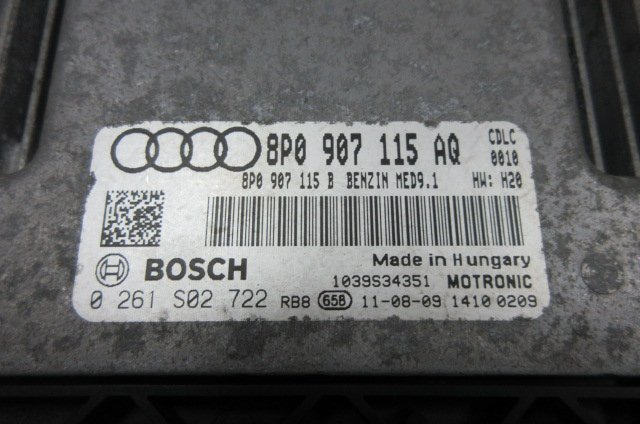 8P0 907 115 AQ CDLC
0010
8P0 907 115 B BENZIN MED9.1 HW: H20
BOSCH Made in Hungary
1039S34351 MOTRONIC
0 261 S02 722 RB8 658 11-08-09 1410 0209